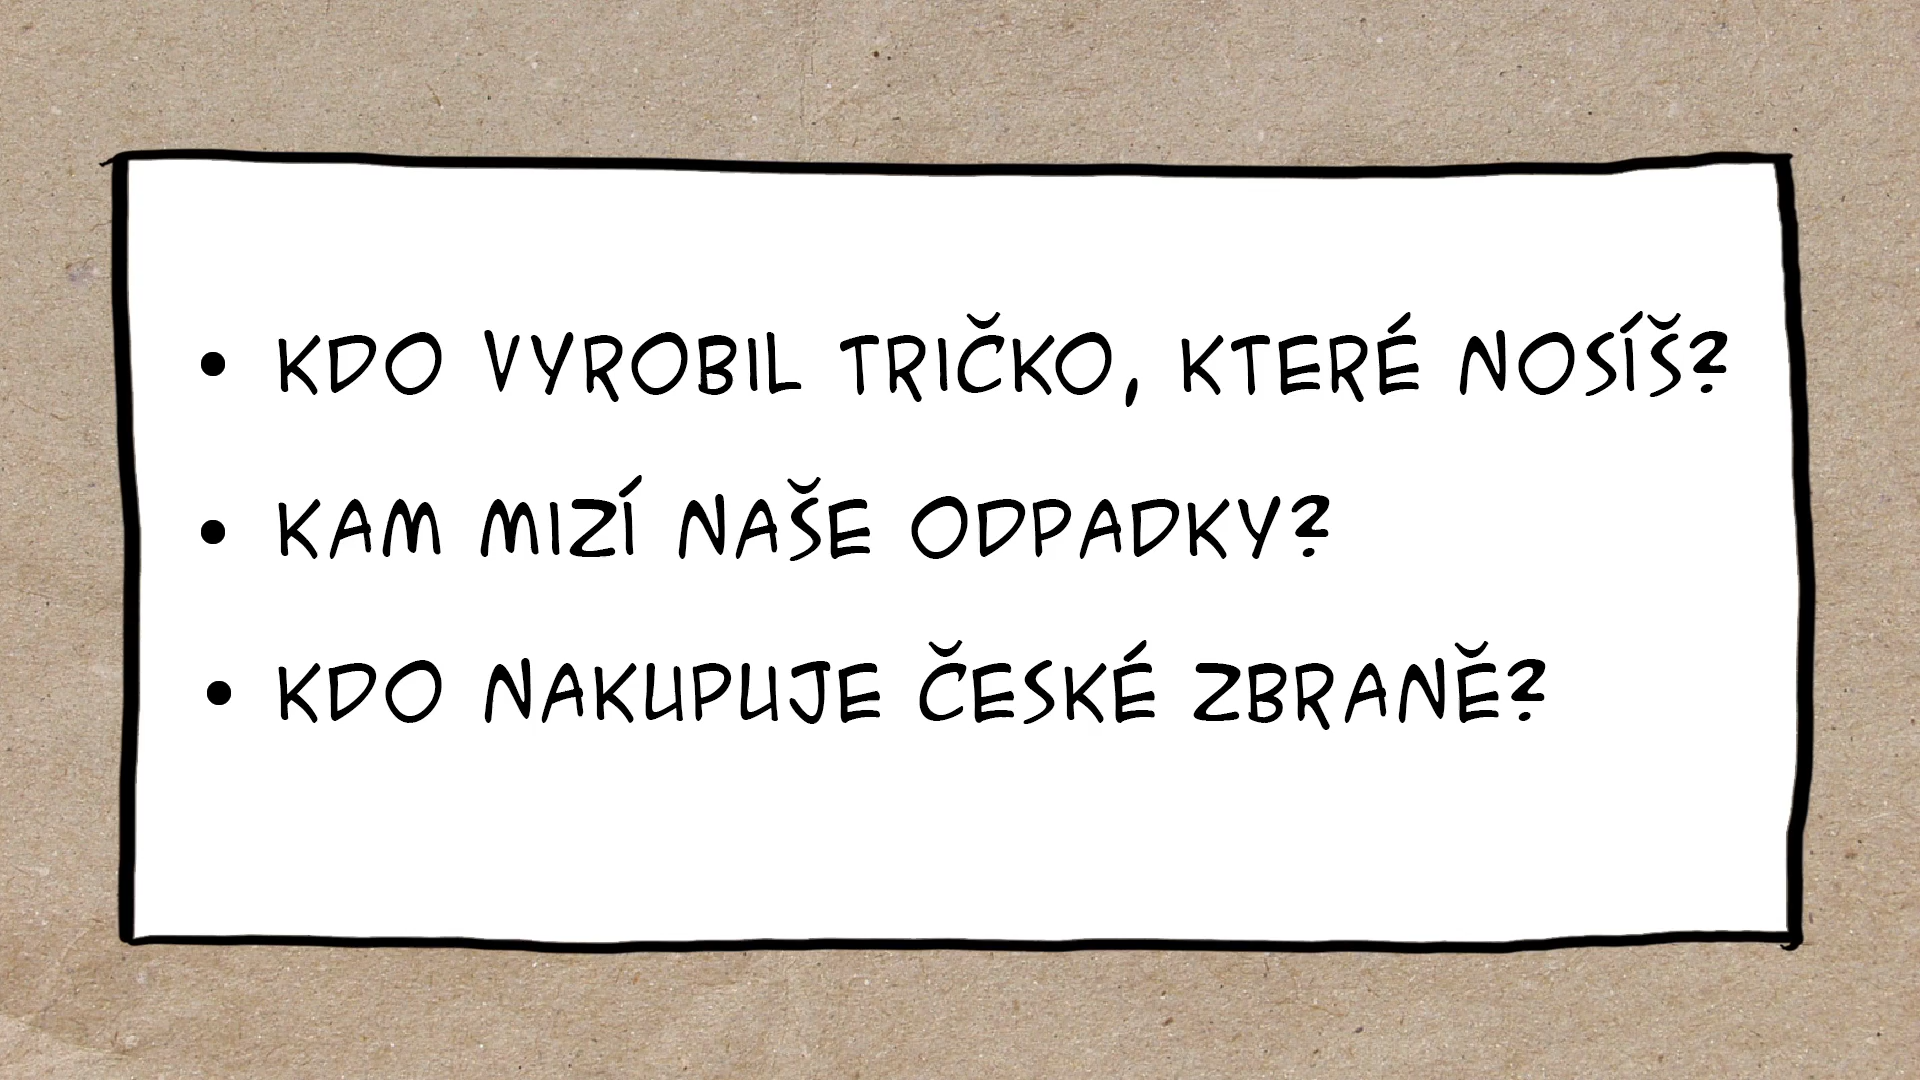 • KDO VYROBIL TRIČKO, KTERÉ NOSÍŠ?
• KAM MIZÍ NAŠE ODPADKY?
• KDO NAKUPUJE ČESKÉ ZBRANĚ?